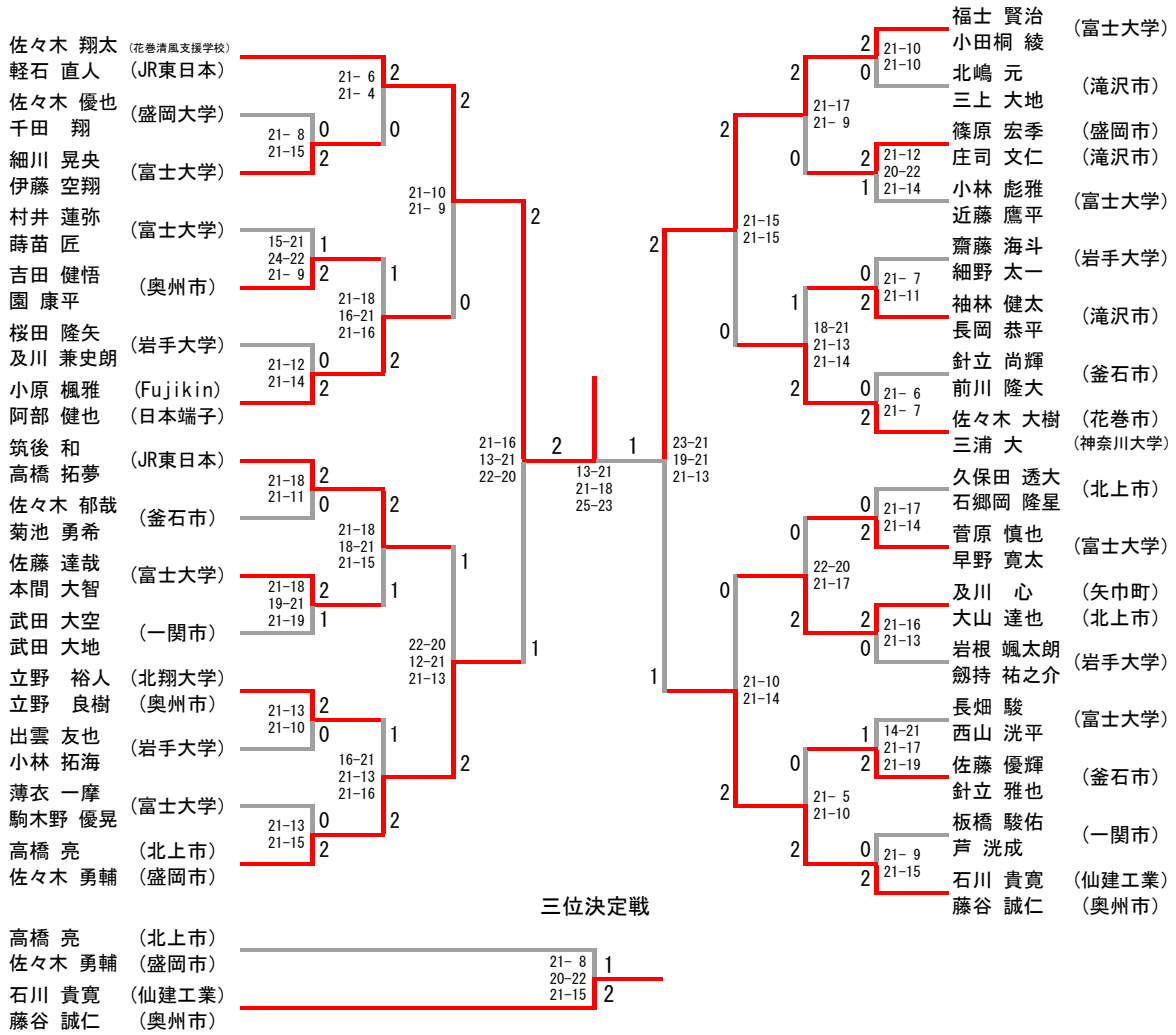 佐々木 翔太 (花巻清風支援学校)
軽石 直人 (JR東日本)
佐々木 優也
千田 翔
(盛岡大学)
細川 晃央
伊藤 空翔
(富士大学)
村井 蓮弥
蒔苗 匠
(富士大学)
吉田 健悟
園 康平
(奥州市)
桜田 隆矢
及川 兼史朗
(岩手大学)
小原 楓雅 (Fujikin)
阿部 健也 (日本端子)
筑後 和
高橋 拓夢
(JR東日本)
佐々木 郁哉
菊池 勇希
(釜石市)
佐藤 達哉
本間 大智
(富士大学)
武田 大空
武田 大地
(一関市)
立野 裕人 (北翔大学)
立野 良樹 (奥州市)
出雲 友也
小林 拓海
(岩手大学)
薄衣 一摩
駒木野 優晃
(富士大学)
高橋 亮 (北上市)
佐々木 勇輔 (盛岡市)
21- 6
21- 4
2
0
21- 8
21-15
0
2
15-21
24-22
21- 9
1
2
21-18
16-21
21-16
1
2
21-12
21-14
0
2
21-10
21- 9
2
0
21-18
21-11
2
0
21-18
18-21
21-15
2
1
21-18
19-21
21-19
2
1
22-20
12-21
21-13
1
2
21-13
21-10
2
0
16-21
21-13
21-16
1
2
21-13
21-15
0
2
21-16
13-21
22-20
2
1
2
1
13-21
21-18
25-23
23-21
19-21
21-13
2
1
21-15
21-15
2
0
21-17
21- 9
2
0
21-10
21-10
2
0
21-12
20-22
21-14
2
1
18-21
21-13
21-14
1
2
21- 7
21-11
0
2
21- 6
21- 7
0
2
21-10
21-14
0
2
22-20
21-17
0
2
21-17
21-14
0
2
21-16
21-13
2
0
21- 5
21-10
0
2
14-21
21-17
21-19
1
2
21- 9
21-15
0
2
福士 賢治
小田桐 綾
(富士大学)
北嶋 元
三上 大地
(滝沢市)
篠原 宏季 (盛岡市)
庄司 文仁 (滝沢市)
小林 彪雅
近藤 鷹平
(富士大学)
齋藤 海斗
細野 太一
(岩手大学)
袖林 健太
長岡 恭平
(滝沢市)
針立 尚輝
前川 隆大
(釜石市)
佐々木 大樹 (花巻市)
三浦 大 (神奈川大学)
久保田 透大
石郷岡 隆星
(北上市)
菅原 慎也
早野 寛太
(富士大学)
及川 心 (矢巾町)
大山 達也 (北上市)
岩根 颯太朗
劔持 祐之介
(岩手大学)
長畑 駿
西山 洸平
(富士大学)
佐藤 優輝
針立 雅也
(釜石市)
板橋 駿佑
芦 洸成
(一関市)
石川 貴寛 (仙建工業)
藤谷 誠仁 (奥州市)
三位決定戦
高橋 亮 (北上市)
佐々木 勇輔 (盛岡市)
石川 貴寛 (仙建工業)
藤谷 誠仁 (奥州市)
21- 8
20-22
21-15
1
2